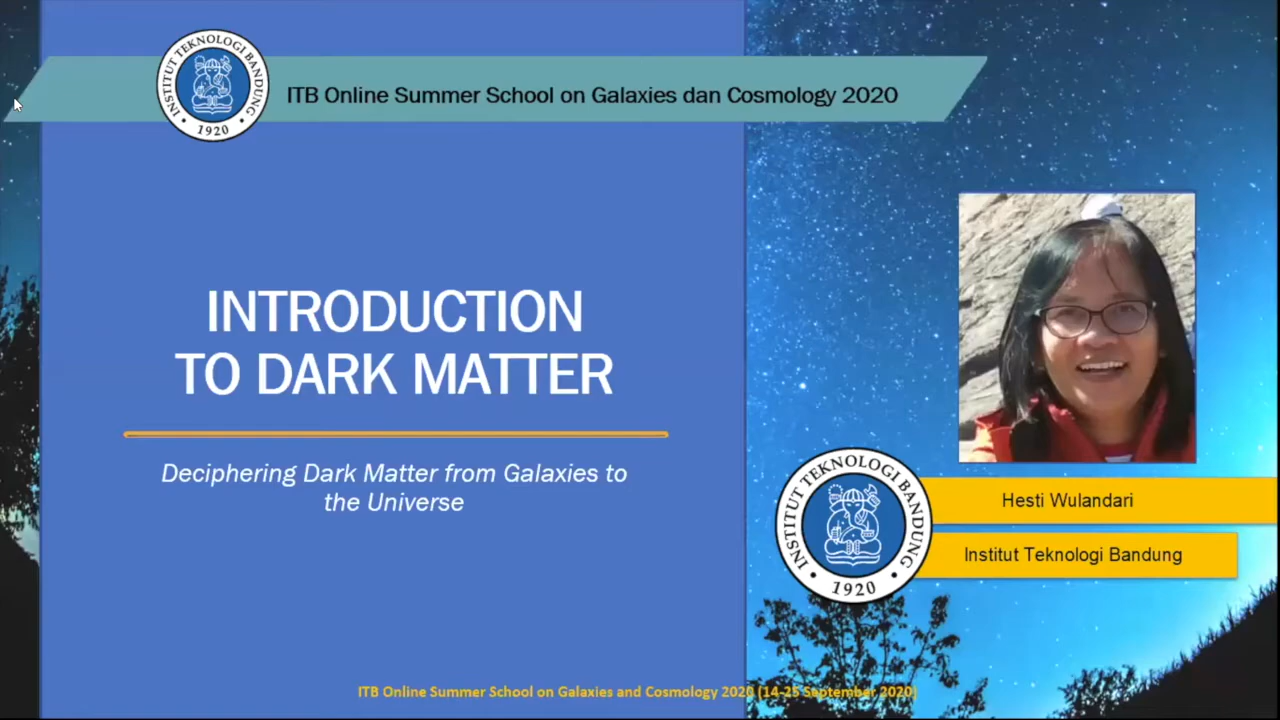 INSTITUT TEKNOLOGI BANDUNG
1920
ITB Online Summer School on Galaxies dan Cosmology 2020
INTRODUCTION
TO DARK MATTER
Deciphering Dark Matter from Galaxies to
the Universe
INSTITUT TEKNOLOGI BANDUNG
1920
Hesti Wulandari
Institut Teknologi Bandung
ITB Online Summer School on Galaxies and Cosmology 2020 (14-25 September 2020)